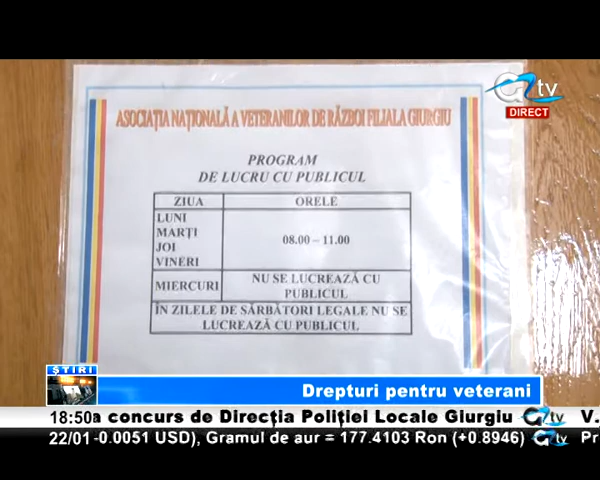 tv
DIRECT
ASOCIAȚIA NAȚIONALĂ A VETERANILOR DE RĂZBOI FILIALA GIURGIU
PROGRAM
DE LUCRU CU PUBLICUL
ZIUA ORELE
LUNI
MARȚI
JOI
VINERI
08.00 – 11.00
MIERCURI NU SE LUCREAZĂ CU PUBLICUL
ÎN ZILELE DE SĂRBĂTORI LEGALE NU SE
LUCREAZĂ CU PUBLICUL
ȘTIRI
Drepturi pentru veterani
18:50 a concurs de Direcția Poliției Locale Giurgiu tv V.
22/01 -0.0051 USD), Gramul de aur = 177.4103 Ron (+0.8946) tv Pr